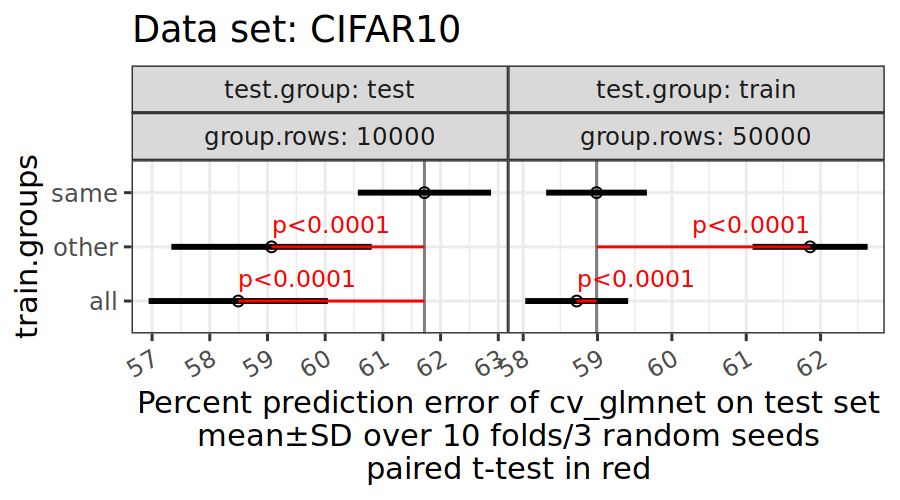 Data set: CIFAR10
test.group: test
test.group: train
group.rows: 10000
group.rows: 50000
train.groups
same
other
all
p<0.0001
p<0.0001
p<0.0001
p<0.0001
57 58 59 60 61 62 63
58 59 60 61 62
Percent prediction error of cv_glmnet on test set
mean±SD over 10 folds/3 random seeds
paired t-test in red